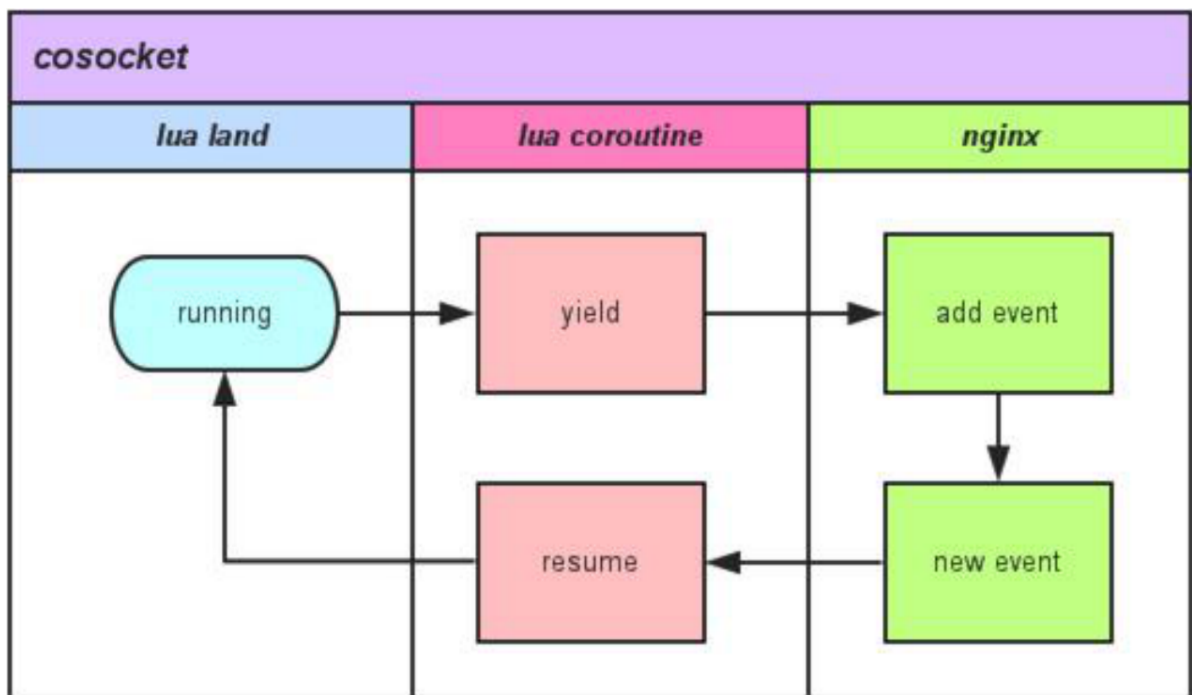 cosocket
lua land
lua coroutine
nginx
running
yield
add event
resume
new event